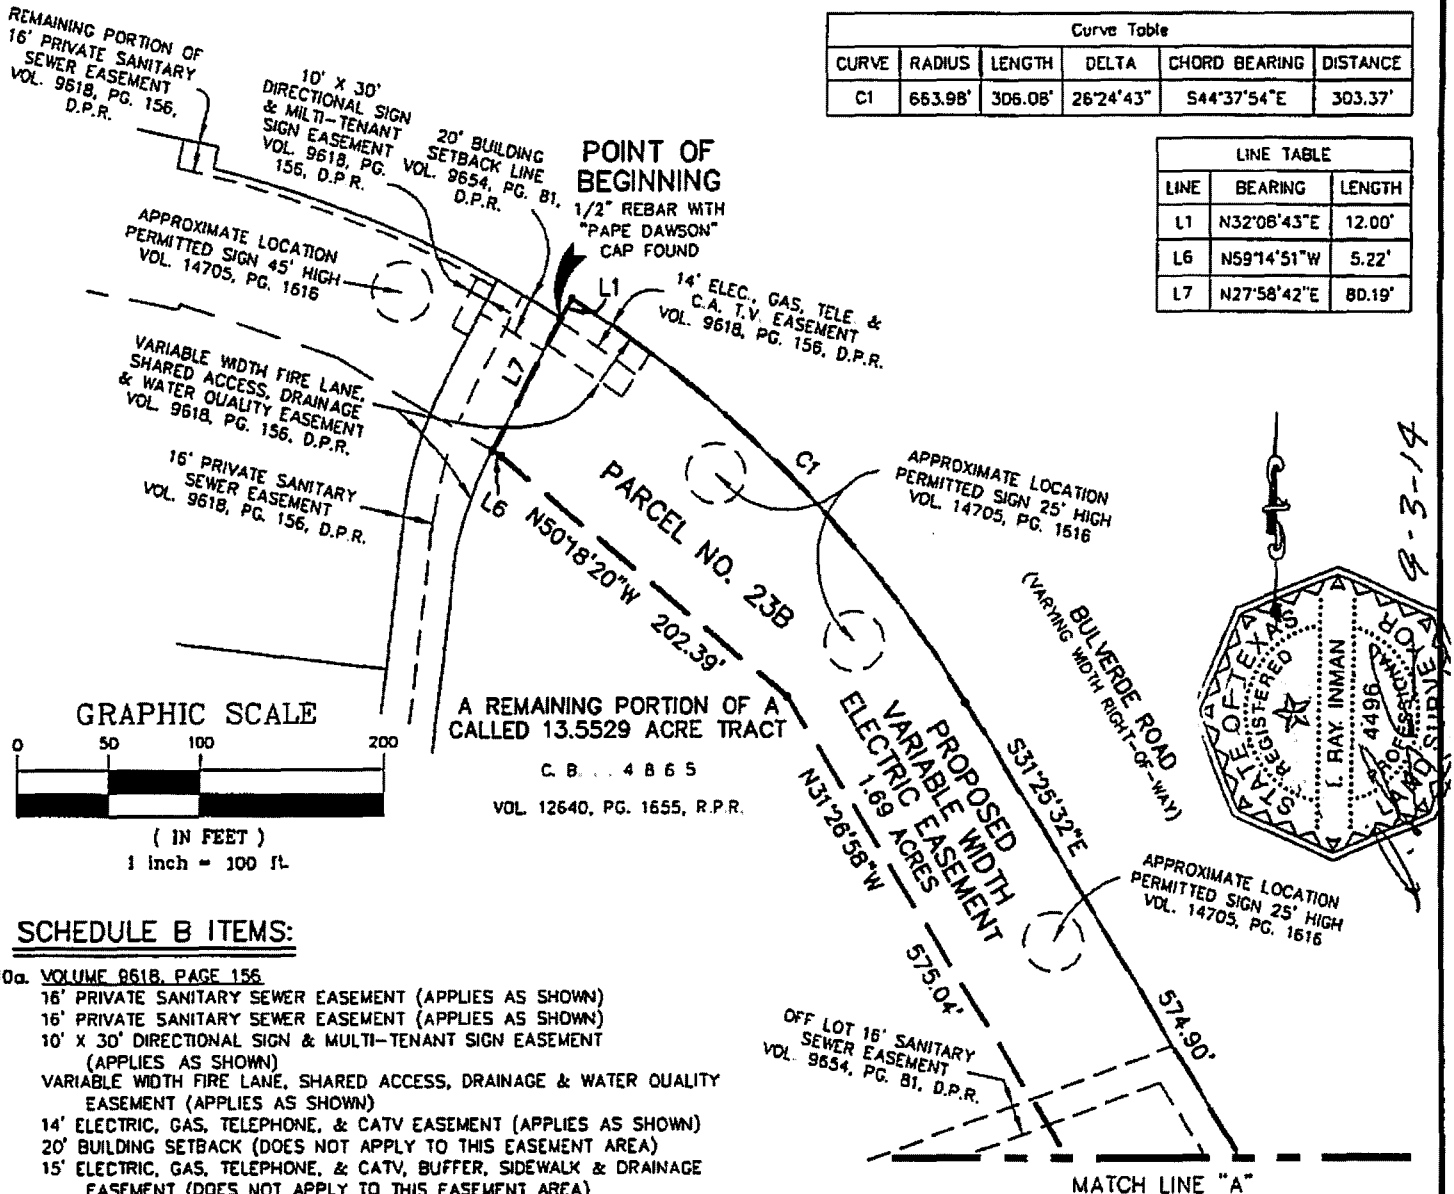 REMAINING PORTION OF
16' PRIVATE SANITARY
SEWER EASEMENT
VOL. 9618, PG. 156,
D.P.R.
10' X 30'
DIRECTIONAL SIGN
& MILTI-TENANT
SIGN EASEMENT
VOL. 9618, PG.
156, D.P.R.
20' BUILDING
SETBACK LINE
VOL. 9654, PG. 81,
D.P.R.
POINT OF
BEGINNING
1/2" REBAR WITH
"PAPE DAWSON"
CAP FOUND
Curve Table
CURVE RADIUS LENGTH DELTA CHORD BEARING DISTANCE
C1 663.98' 306.08' 26°24'43" S44°37'54"E 303.37'
LINE TABLE
LINE BEARING LENGTH
L1 N32°08'43"E 12.00'
L6 N59°14'51"W 5.22'
L7 N27°58'42"E 80.19'
APPROXIMATE LOCATION
PERMITTED SIGN 45' HIGH
VOL. 14705, PG. 1616
L1
14' ELEC., GAS, TELE. &
C.A. T.V. EASEMENT
VOL. 9618, PG. 156, D.P.R.
VARIABLE WIDTH FIRE LANE,
SHARED ACCESS, DRAINAGE
& WATER QUALITY EASEMENT
VOL. 9618, PG. 156, D.P.R.
L7
16' PRIVATE SANITARY
SEWER EASEMENT
VOL. 9618, PG. 156, D.P.R.
L6
C1
APPROXIMATE LOCATION
PERMITTED SIGN 25' HIGH
VOL. 14705, PG. 1616
9-3-14
PARCEL NO. 23B
N50°18'20"W 202.39'
BULVERDE ROAD
(VARYING WIDTH RIGHT-OF-WAY)
STATE OF TEXAS
REGISTERED
L RAY INMAN
4496
PROFESSIONAL
LAND SURVEYOR
GRAPHIC SCALE
0 50 100 200
( IN FEET )
1 inch = 100 ft.
A REMAINING PORTION OF A
CALLED 13.5529 ACRE TRACT
C. B. . . 4 8 6 5
VOL. 12640, PG. 1655, R.P.R.
PROPOSED
VARIABLE WIDTH
ELECTRIC EASEMENT
1.69 ACRES
S31°25'32"E
574.90'
N31°26'58"W
575.04'
APPROXIMATE LOCATION
PERMITTED SIGN 25' HIGH
VOL. 14705, PG. 1616
OFF LOT 16' SANITARY
SEWER EASEMENT
VOL. 9654, PG. 81, D.P.R.
MATCH LINE "A"
SCHEDULE B ITEMS:
0a. VOLUME 9618, PAGE 156
16' PRIVATE SANITARY SEWER EASEMENT (APPLIES AS SHOWN)
16' PRIVATE SANITARY SEWER EASEMENT (APPLIES AS SHOWN)
10' X 30' DIRECTIONAL SIGN & MULTI-TENANT SIGN EASEMENT
(APPLIES AS SHOWN)
VARIABLE WIDTH FIRE LANE, SHARED ACCESS, DRAINAGE & WATER QUALITY
EASEMENT (APPLIES AS SHOWN)
14' ELECTRIC, GAS, TELEPHONE, & CATV EASEMENT (APPLIES AS SHOWN)
20' BUILDING SETBACK (DOES NOT APPLY TO THIS EASEMENT AREA)
15' ELECTRIC, GAS, TELEPHONE, & CATV, BUFFER, SIDEWALK & DRAINAGE
EASEMENT (DOES NOT APPLY TO THIS EASEMENT AREA)